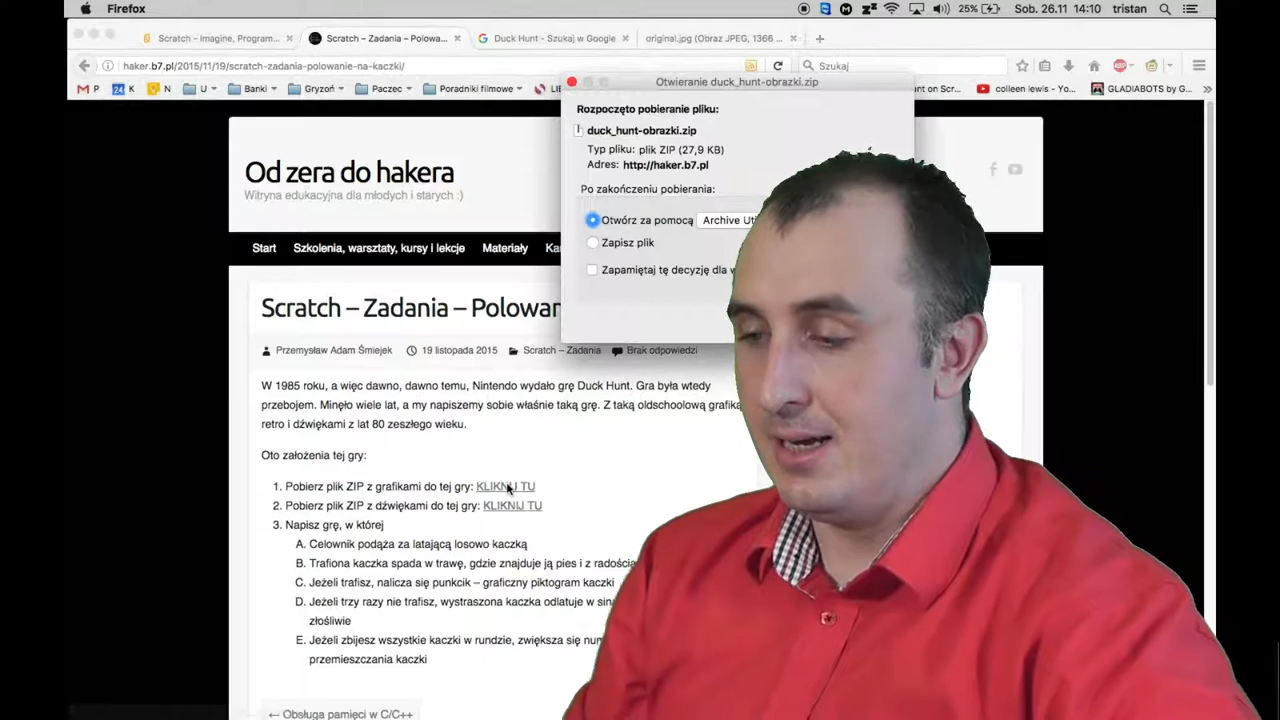 Firefox
25%
Sob. 26.11 14:10 tristan
Scratch – Imagine, Program...
Scratch – Zadania – Polowa...
Duck Hunt - Szukaj w Google
original.jpg (Obraz JPEG, 1366 ...
haker.b7.pl/2015/11/19/scratch-zadania-polowanie-na-kaczki/
Szukaj
P
24 K
N
U
Banki
Gryzoń
Paczec
Poradniki filmowe
colleen lewis - Yo...
GLADIABOTS by G...
Otwieranie duck_hunt-obrazki.zip
Rozpoczęto pobieranie pliku:
duck_hunt-obrazki.zip
Typ pliku: plik ZIP (27,9 KB)
Adres: http://haker.b7.pl
Po zakończeniu pobierania:
Otwórz za pomocą Archive
Zapisz plik
Zapamiętaj tę decyzję dla
Od zera do hakera
Witryna edukacyjna dla młodych i starych :)
Start Szkolenia, warsztaty, kursy i lekcje Materiały
Scratch – Zadania –
Przemysław Adam Śmiejek 19 listopada 2015 Scratch – Zadania Brak odpowiedzi
W 1985 roku, a więc dawno, dawno temu, Nintendo wydało grę Duck Hunt. Gra była wtedy
przebojem. Minęło wiele lat, a my napiszemy sobie właśnie taką grę. Z taką oldschoolową
retro i dźwiękami z lat 80 zeszłego wieku.
Oto założenia tej gry:
1. Pobierz plik ZIP z grafikami do tej gry: KLIKNIJ TU
2. Pobierz plik ZIP z dźwiękami do tej gry: KLIKNIJ TU
3. Napisz grę, w której
A. Celownik podąża za latającą losowo kaczką
B. Trafiona kaczka spada w trawę, gdzie znajduje ją pies i z radością
C. Jeżeli trafisz, nalicza się punkcik – graficzny piktogram kaczki
D. Jeżeli trzy razy nie trafisz, wystraszona kaczka odlatuje w
złośliwie
E. Jeżeli zbijesz wszystkie kaczki w rundzie, zwiększa się
przemieszczania kaczki
← Obsługa pamięci w C/C++